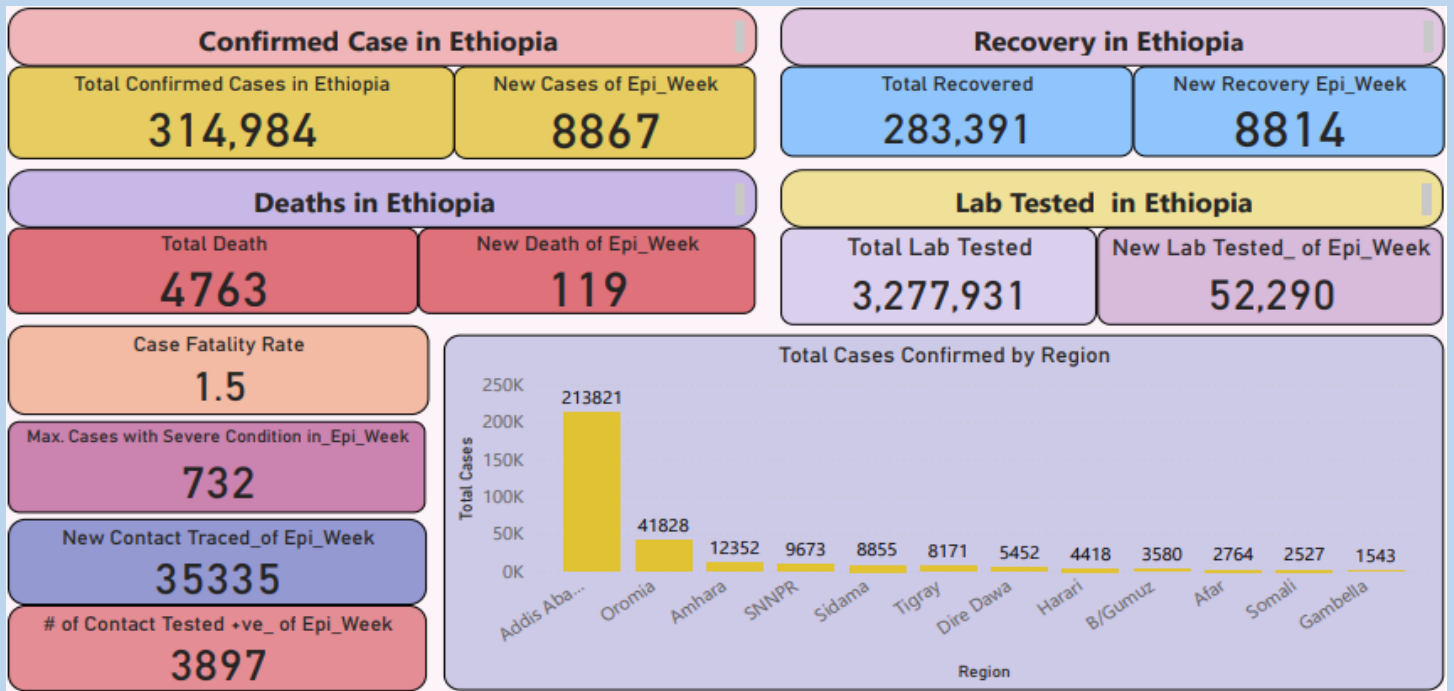 Confirmed Case in Ethiopia
Total Confirmed Cases in Ethiopia
314,984
New Cases of Epi_Week
8867
Recovery in Ethiopia
Total Recovered
283,391
New Recovery Epi_Week
8814
Deaths in Ethiopia
Total Death
4763
New Death of Epi_Week
119
Lab Tested  in Ethiopia
Total Lab Tested
3,277,931
New Lab Tested_ of Epi_Week
52,290
Case Fatality Rate
1.5
Max. Cases with Severe Condition in_Epi_Week
732
New Contact Traced_of Epi_Week
35335
# of Contact Tested +ve_ of Epi_Week
3897
Total Cases Confirmed by Region
Total Cases
250K
200K
150K
100K
50K
0K
213821
41828
12352
9673
8855
8171
5452
4418
3580
2764
2527
1543
Addis Aba...
Oromia
Amhara
SNNPR
Sidama
Tigray
Dire Dawa
Harari
B/Gumuz
Afar
Somali
Gambella
Region